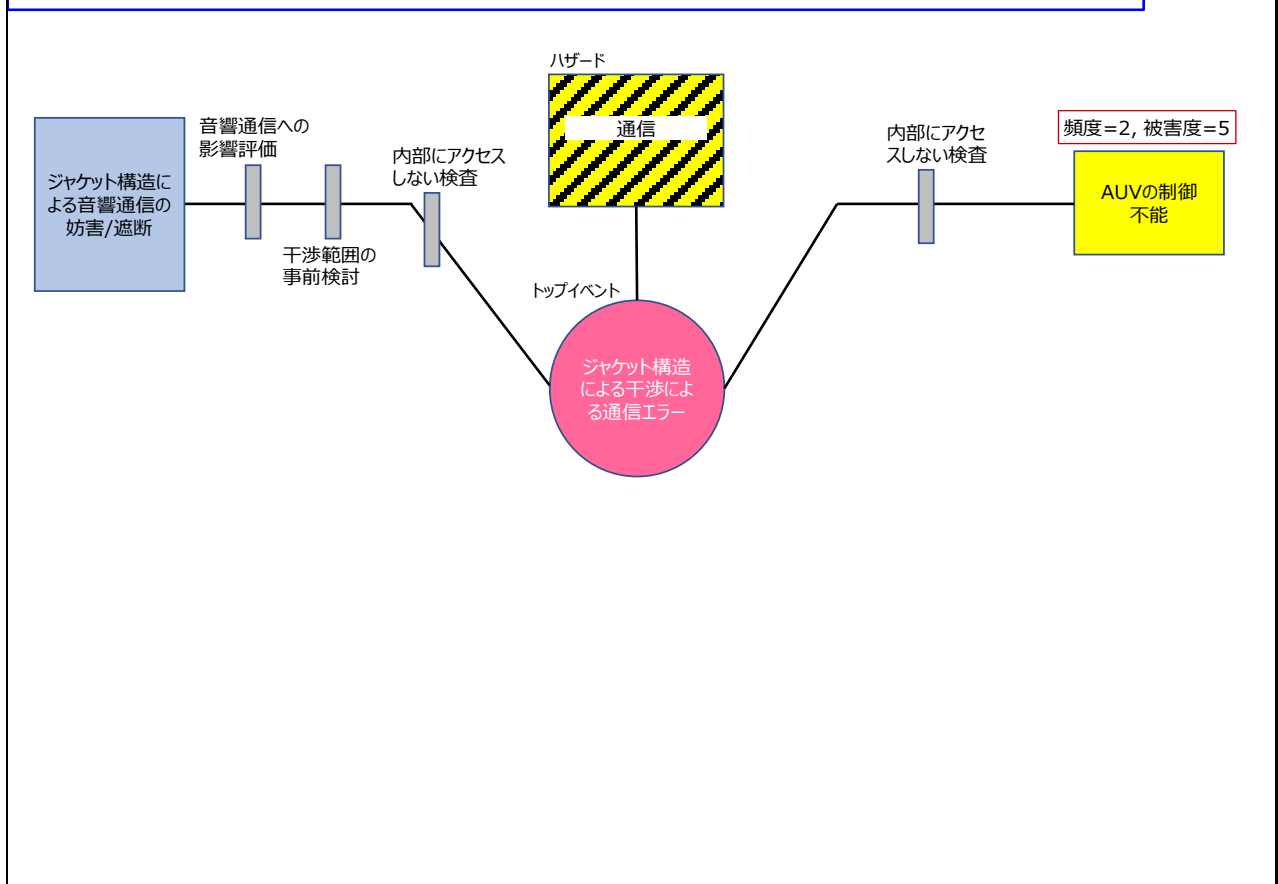 ハザード
通信
ジャケット構造に
よる音響通信の
妨害/遮断
音響通信への
影響評価
干渉範囲の
事前検討
内部にアクセス
しない検査
トップイベント
ジャケット構造
による干渉によ
る通信エラー
内部にアクセ
スしない検査
頻度=2, 被害度=5
AUVの制御
不能